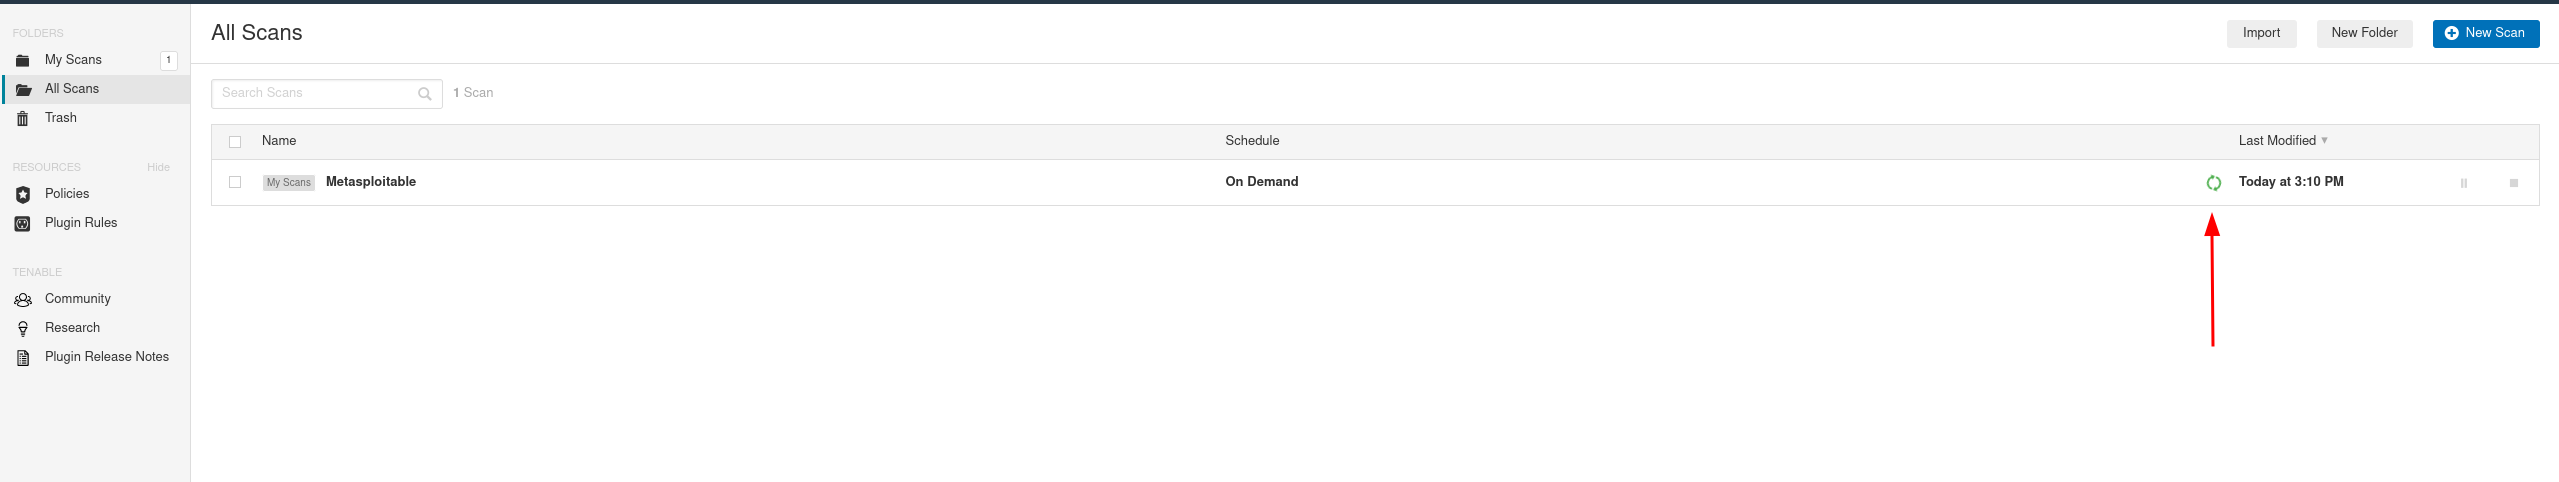 FOLDERS
My Scans 1
All Scans
Trash
RESOURCES Hide
Policies
Plugin Rules
TENABLE
Community
Research
Plugin Release Notes
All Scans
Import New Folder New Scan
Search Scans 1 Scan
Name Schedule Last Modified
My Scans Metasploitable On Demand Today at 3:10 PM